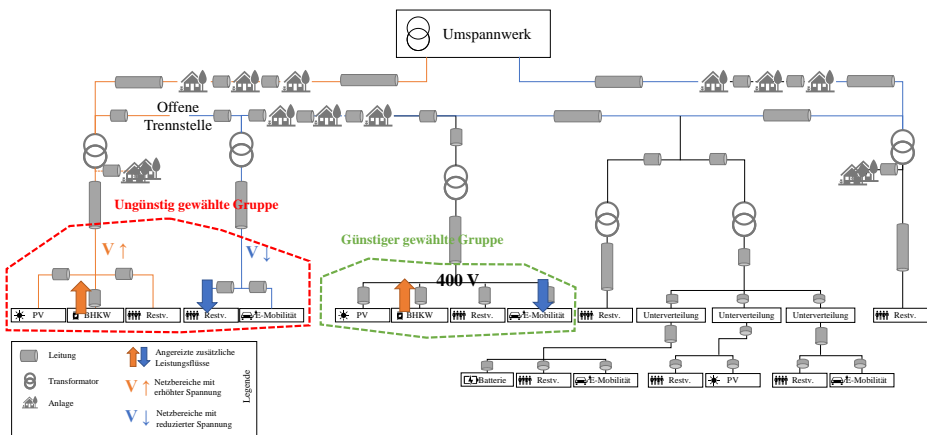 Umspannwerk
Offene
Trennstelle
Ungünstig gewählte Gruppe
Günstiger gewählte Gruppe
V ↑
V ↓
400 V
PV
BHKW
Restv.
Restv.
E-Mobilität
PV
BHKW
Restv.
E-Mobilität
Restv.
Unterverteilung
Unterverteilung
Unterverteilung
Restv.
Batterie
Restv.
E-Mobilität
Restv.
PV
Restv.
E-Mobilität
Leitung
Transformator
Anlage
Angereizte zusätzliche
Leistungsflüsse
V ↑
Netzbereiche mit
erhöhter Spannung
V ↓
Netzbereiche mit
reduzierter Spannung
Legende